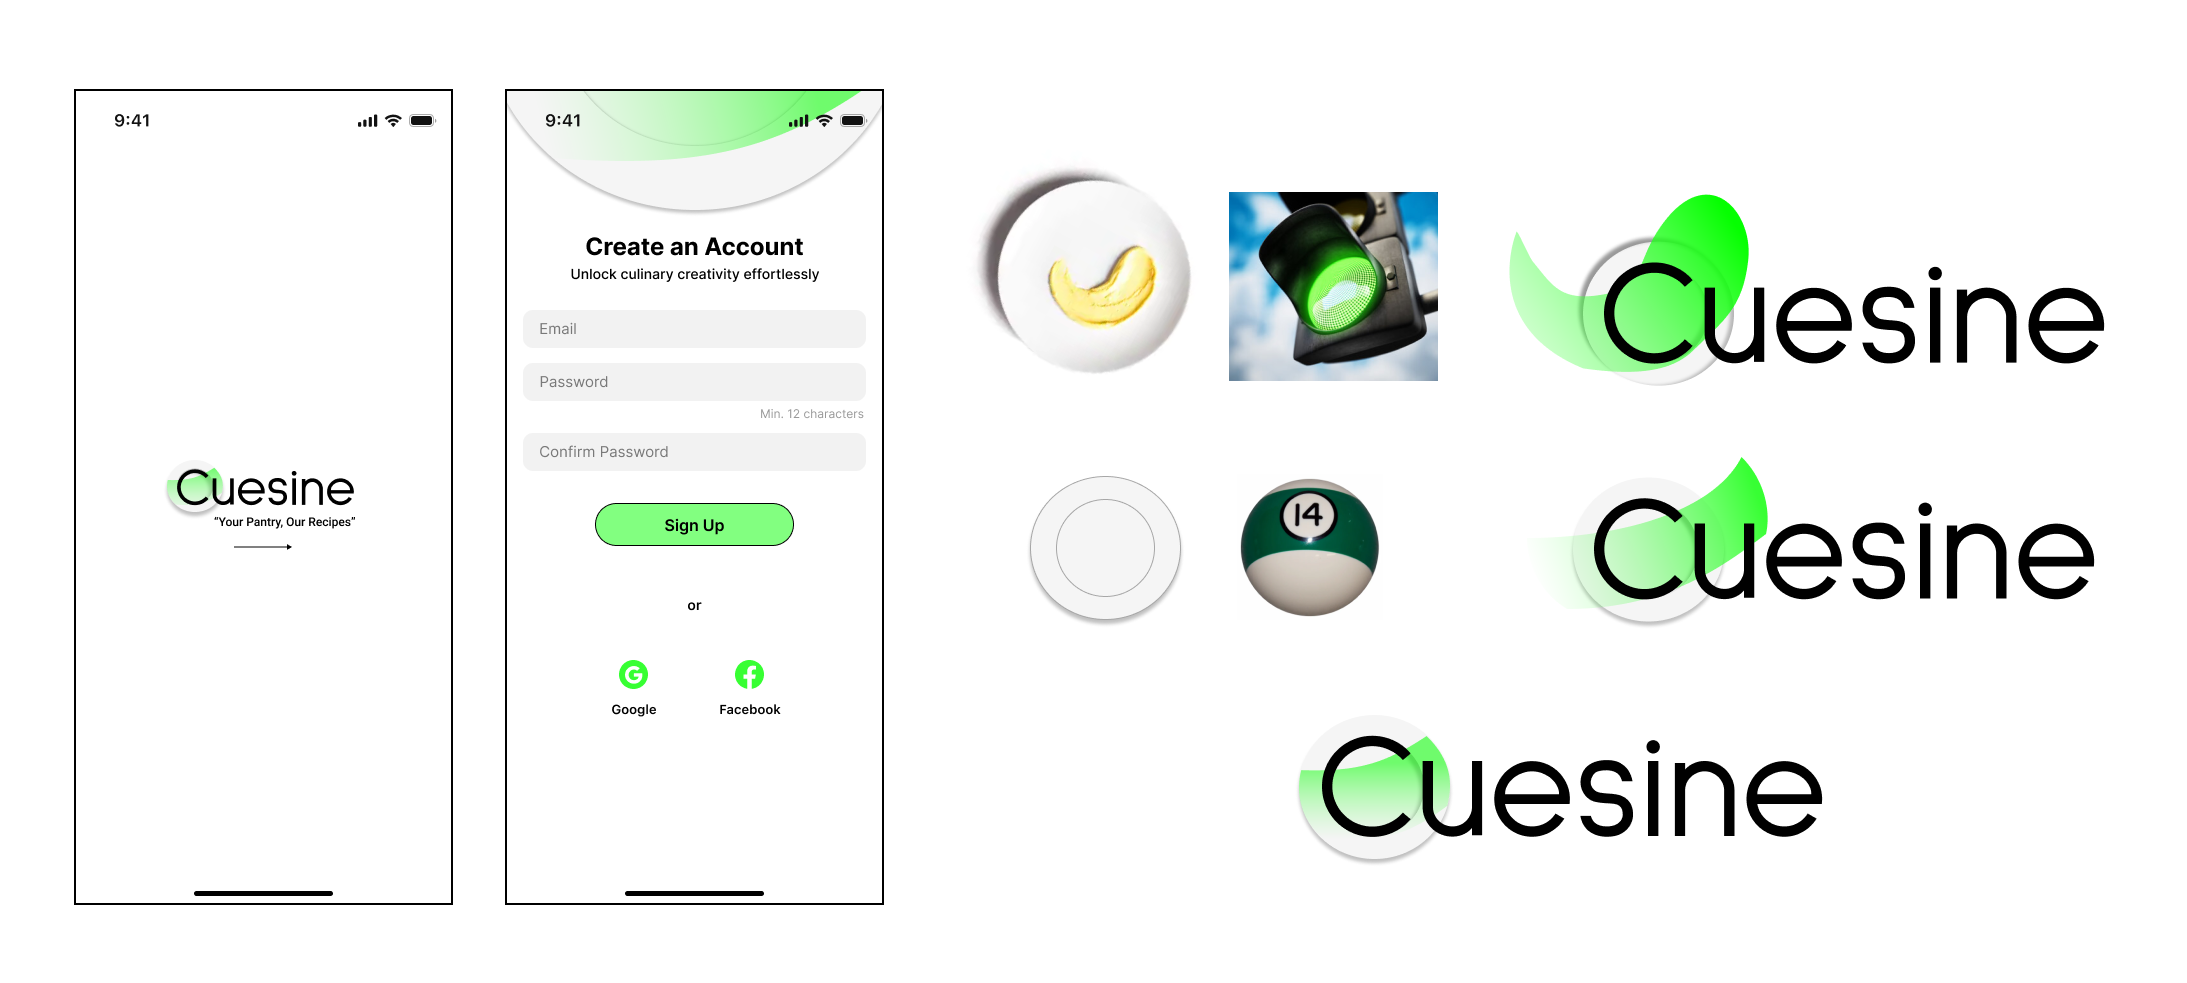 9:41
Cuesine
“Your Pantry, Our Recipes”
9:41
Create an Account
Unlock culinary creativity effortlessly
Email
Password
Min. 12 characters
Confirm Password
Sign Up
or
Google
Facebook
14
Cuesine
Cuesine
Cuesine